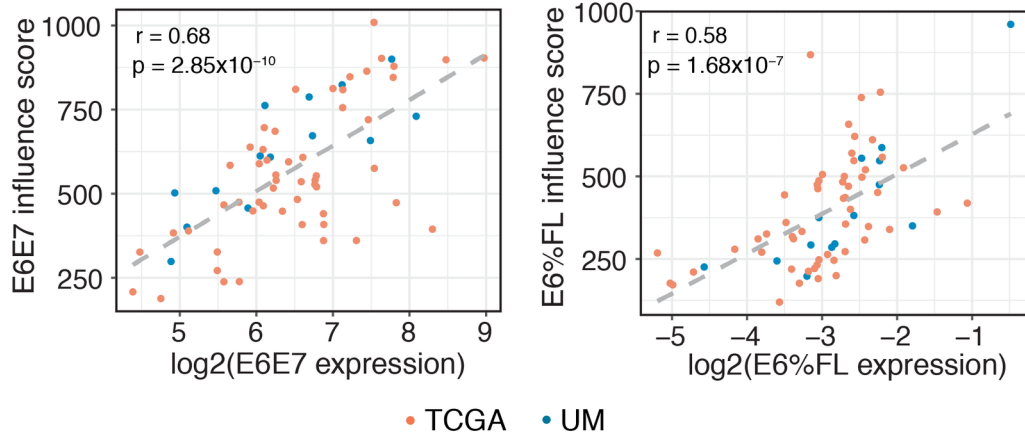 E6E7 influence score
1000
750
500
250
r = 0.68
p = 2.85x10⁻¹⁰
5 6 7 8 9
log2(E6E7 expression)
E6%FL influence score
1000
750
500
250
r = 0.58
p = 1.68x10⁻⁷
−5 −4 −3 −2 −1
log2(E6%FL expression)
TCGA UM